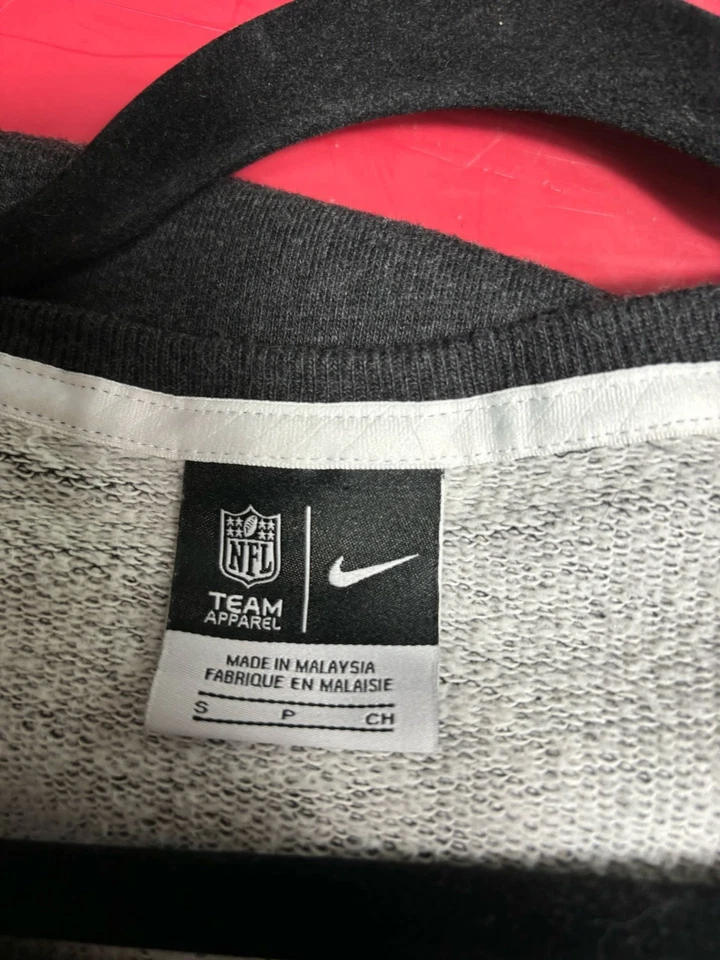 NFL
TEAM
APPAREL
MADE IN MALAYSIA
FABRIQUE EN MALAISIE
S P CH